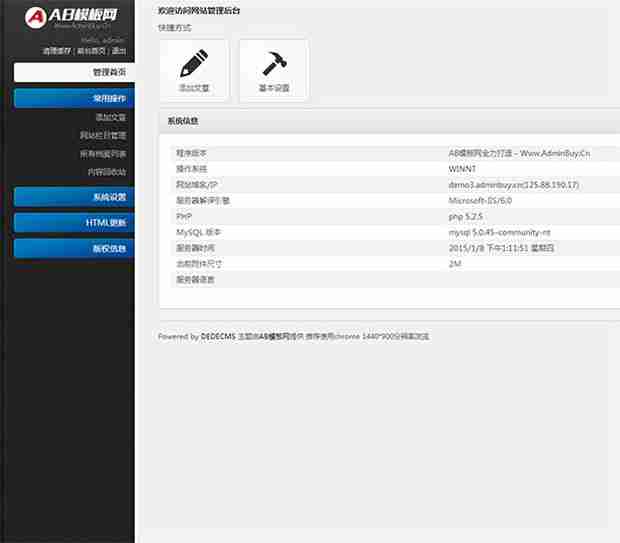 AB模板网
Www.AdminBuy.Cn
Hello, admin
清理缓存 | 前台首页 | 退出
管理首页
常用操作
添加文章
网站栏目管理
所有档案列表
内容回收站
系统设置
HTML更新
版权信息
欢迎访问网站管理后台
快捷方式
添加文章 基本设置
系统信息
程序版本 AB模板网全力打造 - Www.AdminBuy.Cn
操作系统 WINNT
网站域名/IP demo3.adminbuy.cn(125.88.190.17)
服务器解译引擎 Microsoft-IIS/6.0
PHP php 5.2.5
MySQL 版本 mysql 5.0.45-community-nt
服务器时间 2015/1/8 下午1:11:51 星期四
当前附件尺寸 2M
服务器语言
Powered by DEDECMS 主题由AB模板网提供 推荐使用chrome 1440*900分辨率浏览